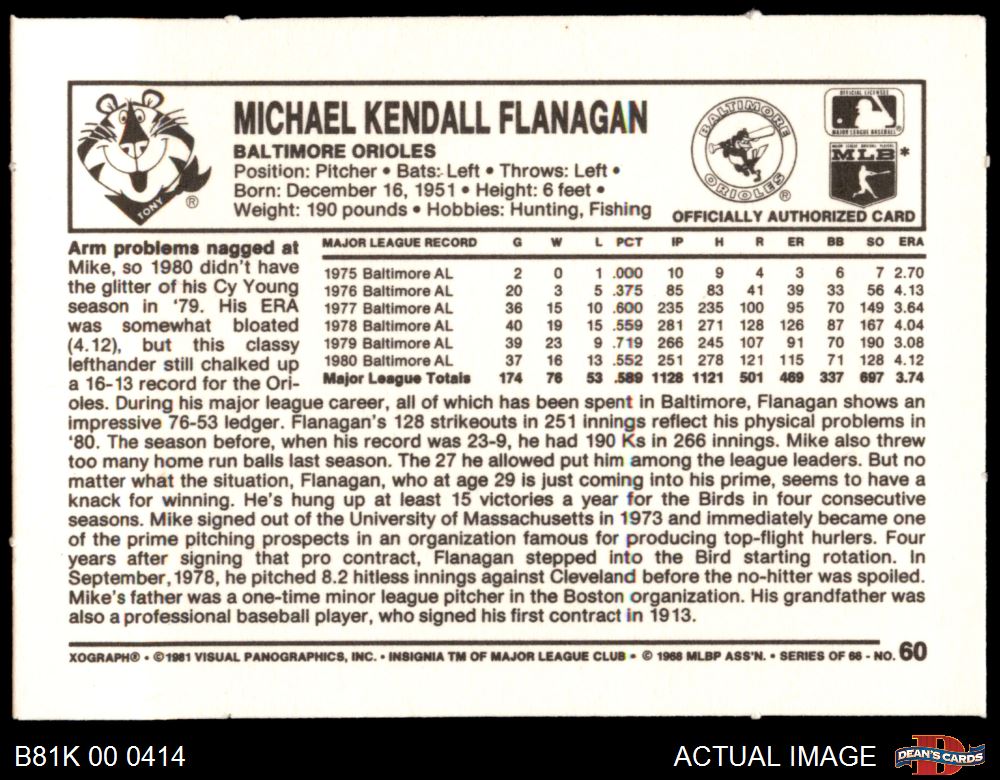 MICHAEL KENDALL FLANAGAN
BALTIMORE ORIOLES
Position: Pitcher • Bats: Left • Throws: Left •
Born: December 16, 1951 • Height: 6 feet •
Weight: 190 pounds • Hobbies: Hunting, Fishing
TONY ®
BALTIMORE
ORIOLES ®
OFFICIAL LICENSEE
MAJOR LEAGUE BASEBALL ®
MAJOR LEAGUE BASEBALL PLAYERS
MLB *
OFFICIALLY AUTHORIZED CARD
Arm problems nagged at
Mike, so 1980 didn't have
the glitter of his Cy Young
season in '79. His ERA
was somewhat bloated
(4.12), but this classy
lefthander still chalked up
a 16-13 record for the Ori-
MAJOR LEAGUE RECORD G W L PCT IP H R ER BB SO ERA
1975 Baltimore AL 2 0 1 .000 10 9 4 3 6 7 2.70
1976 Baltimore AL 20 3 5 .375 85 83 41 39 33 56 4.13
1977 Baltimore AL 36 15 10 .600 235 235 100 95 70 149 3.64
1978 Baltimore AL 40 19 15 .559 281 271 128 126 87 167 4.04
1979 Baltimore AL 39 23 9 .719 266 245 107 91 70 190 3.08
1980 Baltimore AL 37 16 13 .552 251 278 121 115 71 128 4.12
Major League Totals 174 76 53 .589 1128 1121 501 469 337 697 3.74
oles. During his major league career, all of which has been spent in Baltimore, Flanagan shows an
impressive 76-53 ledger. Flanagan's 128 strikeouts in 251 innings reflect his physical problems in
'80. The season before, when his record was 23-9, he had 190 Ks in 266 innings. Mike also threw
too many home run balls last season. The 27 he allowed put him among the league leaders. But no
matter what the situation, Flanagan, who at age 29 is just coming into his prime, seems to have a
knack for winning. He's hung up at least 15 victories a year for the Birds in four consecutive
seasons. Mike signed out of the University of Massachusetts in 1973 and immediately became one
of the prime pitching prospects in an organization famous for producing top-flight hurlers. Four
years after signing that pro contract, Flanagan stepped into the Bird starting rotation. In
September, 1978, he pitched 8.2 hitless innings against Cleveland before the no-hitter was spoiled.
Mike's father was a one-time minor league pitcher in the Boston organization. His grandfather was
also a professional baseball player, who signed his first contract in 1913.
XOGRAPH® • ©1981 VISUAL PANOGRAPHICS, INC. • INSIGNIA TM OF MAJOR LEAGUE CLUB • © 1968 MLBP ASS'N. • SERIES OF 66 - NO. 60
B81K 00 0414
ACTUAL IMAGE
DEAN'S CARDS